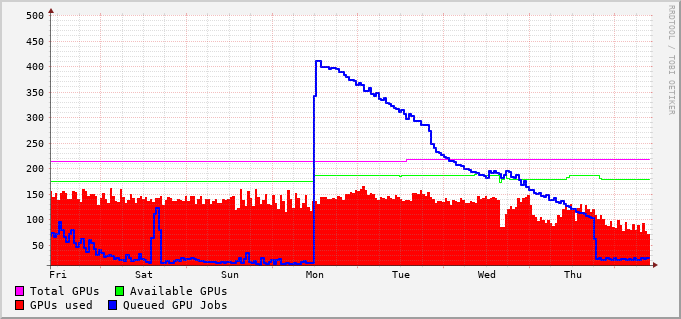 500
450
400
350
300
250
200
150
100
50
Fri Sat Sun Mon Tue Wed Thu
Total GPUs Available GPUs
GPUs used Queued GPU Jobs
RRDTOOL / TOBI OETIKER